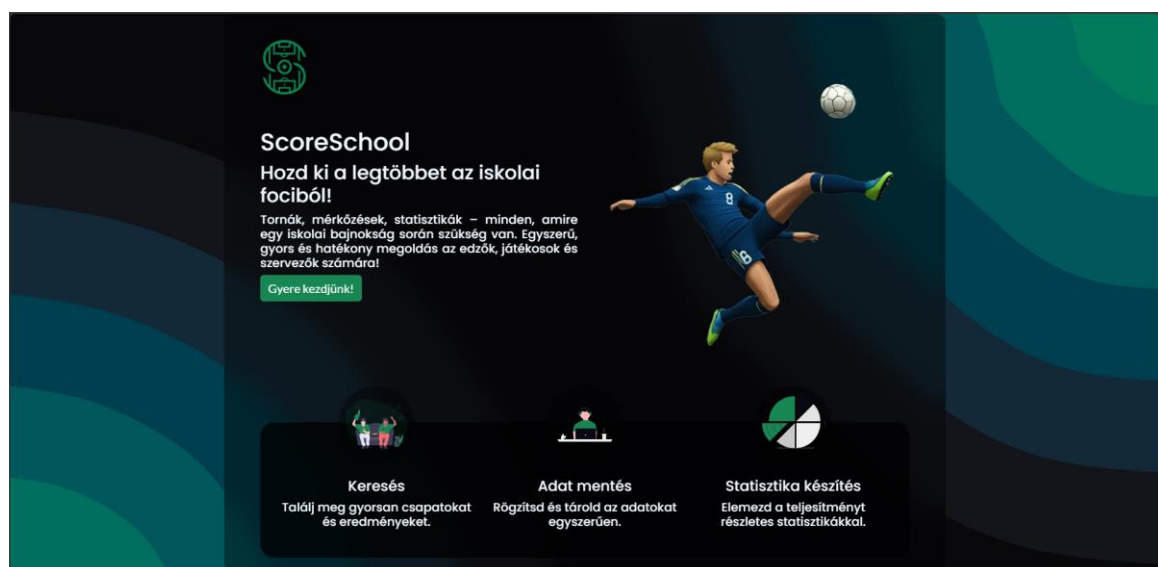 ScoreSchool
Hozd ki a legtöbbet az iskolai
fociból!
Tornák, mérkőzések, statisztikák – minden, amire
egy iskolai bajnokság során szükség van. Egyszerű,
gyors és hatékony megoldás az edzők, játékosok és
szervezők számára!
Gyere kezdjünk!
8
8
Keresés
Találj meg gyorsan csapatokat
és eredményeket.
Adat mentés
Rögzítsd és tárold az adatokat
egyszerűen.
Statisztika készítés
Elemezd a teljesítményt
részletes statisztikákkal.